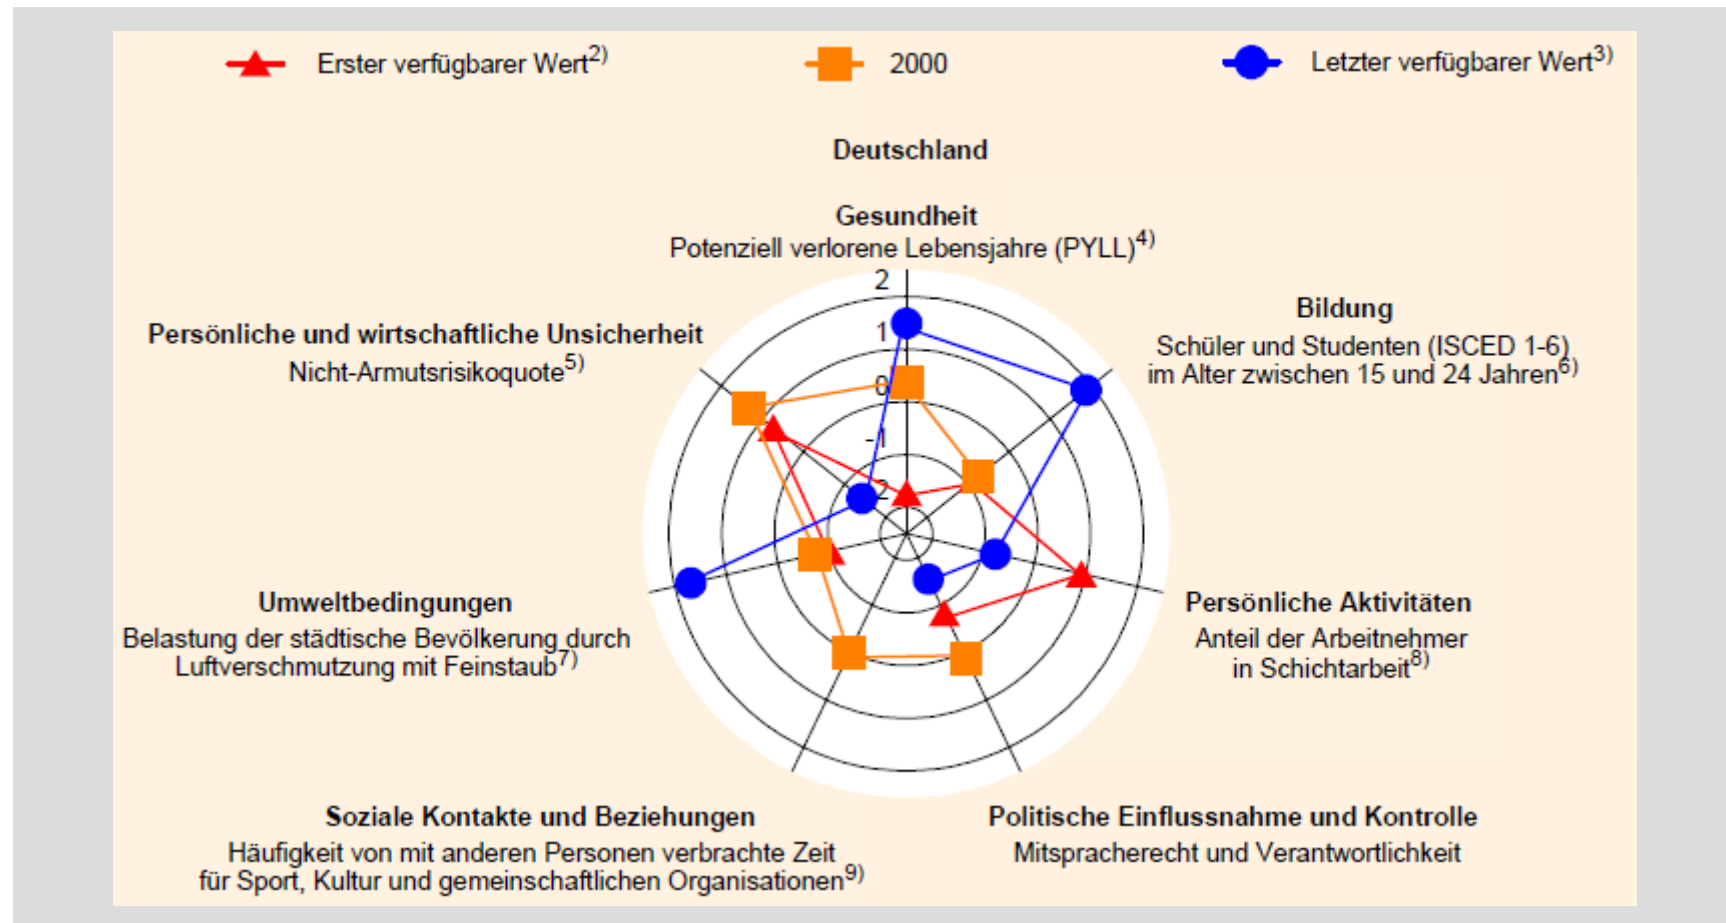 Erster verfügbarer Wert2)
2000
Letzter verfügbarer Wert3)
Deutschland
Gesundheit
Potenziell verlorene Lebensjahre (PYLL)4)
2
1
0
-1
-2
Bildung
Schüler und Studenten (ISCED 1-6)
im Alter zwischen 15 und 24 Jahren6)
Persönliche und wirtschaftliche Unsicherheit
Nicht-Armutsrisikoquote5)
Umweltbedingungen
Belastung der städtische Bevölkerung durch
Luftverschmutzung mit Feinstaub7)
Persönliche Aktivitäten
Anteil der Arbeitnehmer
in Schichtarbeit8)
Soziale Kontakte und Beziehungen
Häufigkeit von mit anderen Personen verbrachte Zeit
für Sport, Kultur und gemeinschaftlichen Organisationen9)
Politische Einflussnahme und Kontrolle
Mitspracherecht und Verantwortlichkeit